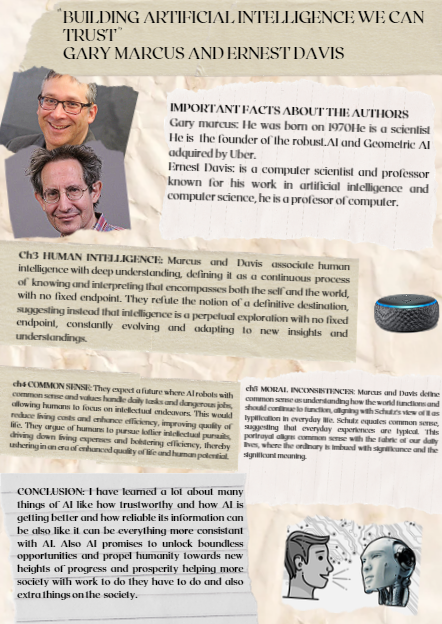 "BUILDING ARTIFICIAL INTELLIGENCE WE CAN
TRUST"
GARY MARCUS AND ERNEST DAVIS
IMPORTANT FACTS ABOUT THE AUTHORS
Gary marcus: He was born on 1970He is a scientist
He is the founder of the robust.AI and Geometric AI
adquired by Uber.
Ernest Davis: is a computer scientist and professor
known for his work in artificial intelligence and
computer science, he is a profesor of computer.
Ch3 HUMAN INTELLIGENCE: Marcus and Davis associate human
intelligence with deep understanding, defining it as a continuous process
of knowing and interpreting that encompasses both the self and the world,
with no fixed endpoint. They refute the notion of a definitive destination,
suggesting instead that intelligence is a perpetual exploration with no fixed
endpoint, constantly evolving and adapting to new insights and
understandings.
ch4 COMMON SENSE: They expect a future where AI robots with
common sense and values handle daily tasks and dangerous jobs,
allowing humans to focus on intellectual endeavors. This would
reduce living costs and enhance efficiency, improving quality of
life. They argue of humans to pursue loftier intellectual pursuits,
driving down living expenses and bolstering efficiency, thereby
ushering in an era of enhanced quality of life and human potential.
ch5 MORAL INCONSISTENCES: Marcus and Davis define
common sense as understanding how the world functions and
should continue to function, aligning with Schutz's view of it as
typification in everyday life. Schutz equates common sense,
suggesting that everyday experiences are typical. This
portrayal aligns common sense with the fabric of our daily
lives, where the ordinary is imbued with significance and the
significant meaning.
CONCLUSION: I have learned a lot about many
things of AI like how trustworthy and how AI is
getting better and how reliable its information can
be also like it can be everything more consistent
with AI. Also AI promises to unlock boundless
opportunities and propel humanity towards new
heights of progress and prosperity helping more
society with work to do they have to do and also
extra things on the society.